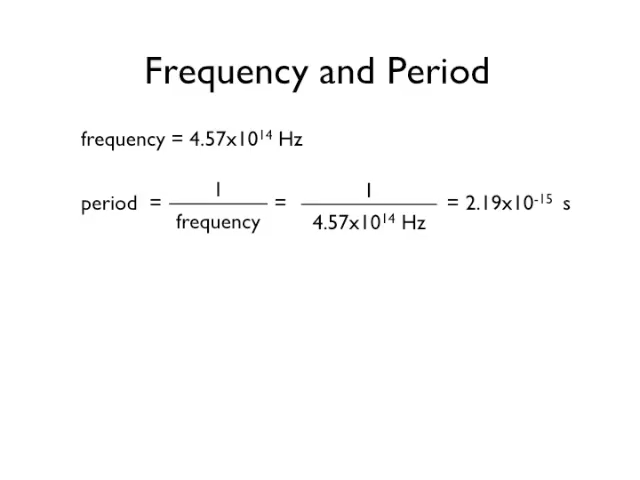 Frequency and Period
frequency = 4.57x10¹⁴ Hz
period = 1/frequency = 1/4.57x10¹⁴ Hz = 2.19x10⁻¹⁵ s